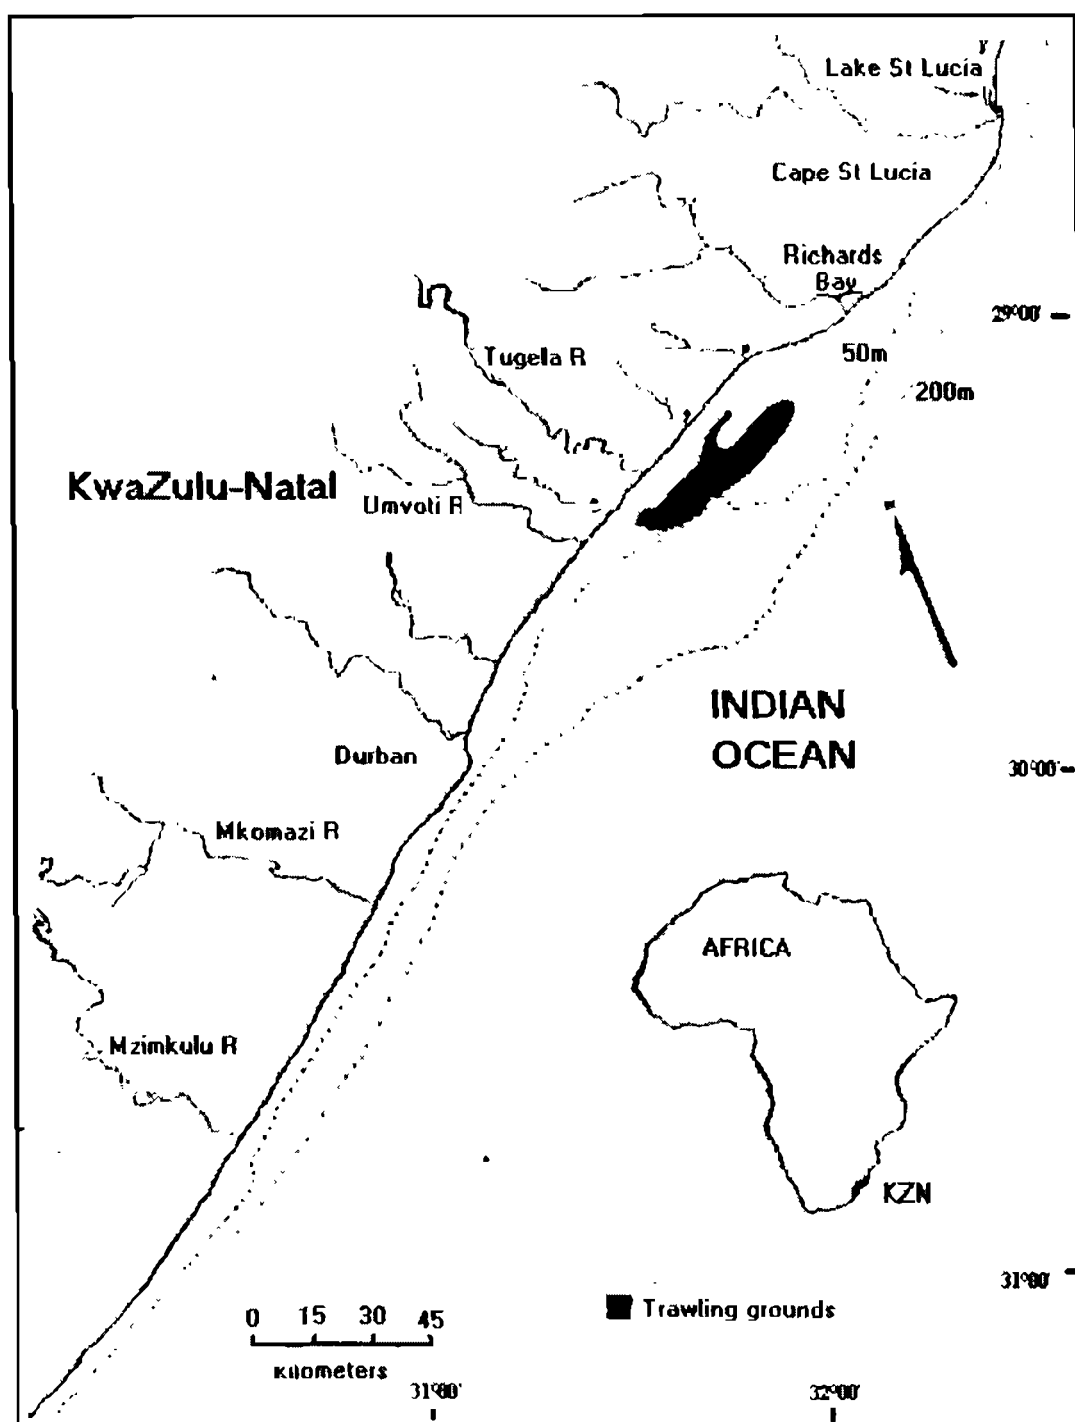 Lake St Lucia
Cape St Lucia
Richards
Bay
29°00'
50m
Tugela R
200m
KwaZulu-Natal
Umvoti R
INDIAN
OCEAN
Durban
30°00'
Mkomazi R
AFRICA
Mzimkulu R
KZN
31°00'
Trawling grounds
0 15 30 45
Kilometers
31°00'
32°00'